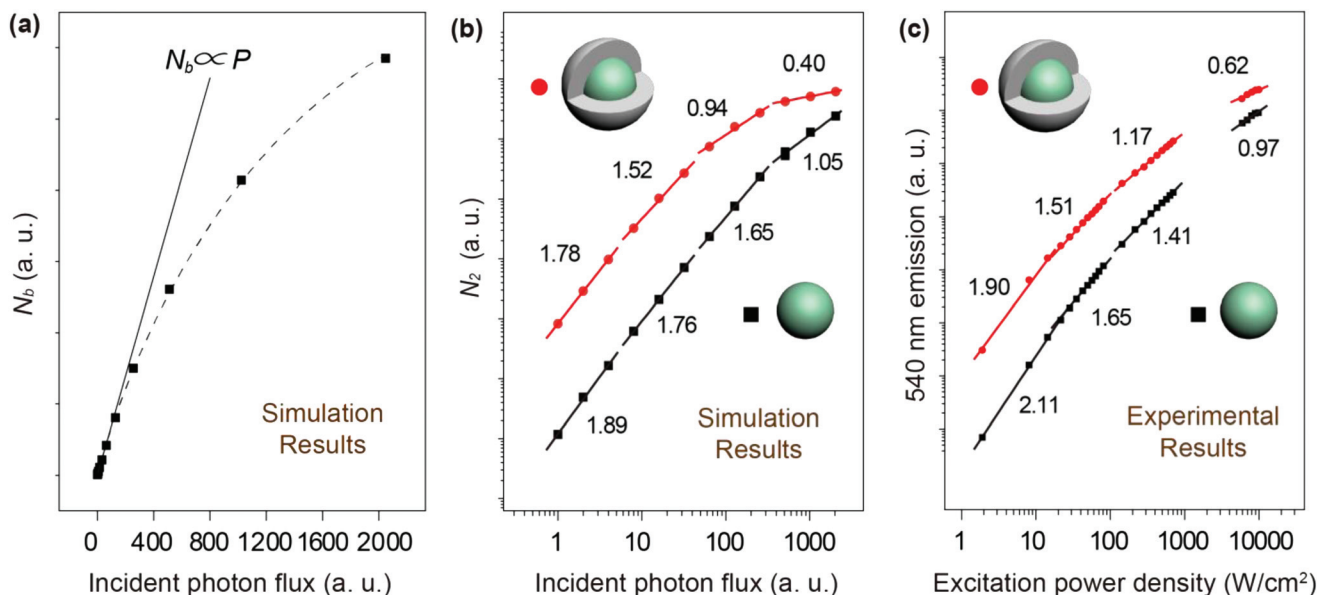 (a)
N_b ∝ P
N_b (a. u.)
Simulation
Results
0 400 800 1200 1600 2000
Incident photon flux (a. u.)
(b)
0.40
0.94
1.52
1.05
1.78
1.65
1.76
1.89
N_2 (a. u.)
Simulation
Results
1 10 100 1000
Incident photon flux (a. u.)
(c)
0.62
1.17
0.97
1.51
1.41
1.90
1.65
2.11
540 nm emission (a. u.)
Experimental
Results
1 10 100 1000 10000
Excitation power density (W/cm²)